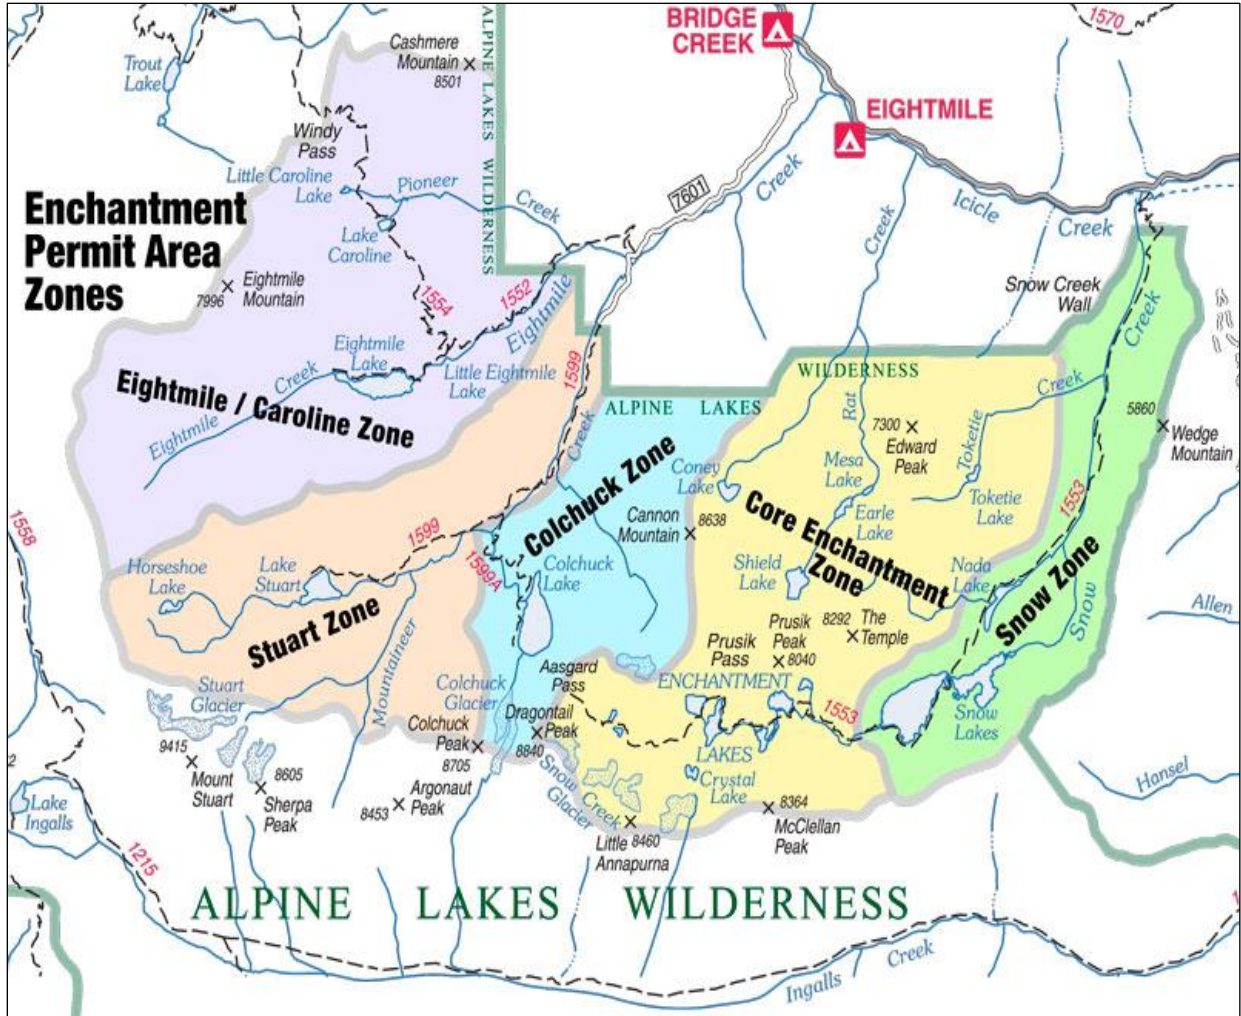 BRIDGE
CREEK
1570
Cashmere
Mountain
8501
Trout
Lake
ALPINE LAKES WILDERNESS
EIGHTMILE
Windy
Pass
Little Caroline
Lake
Pioneer
Creek
7601
Creek
Icicle
Creek
Creek
Enchantment
Permit Area
Zones
Lake
Caroline
Eightmile
Mountain
7996
1554
1552
Eightmile
Snow Creek
Wall
Creek
Eightmile
Lake
Little Eightmile
Lake
Creek
Eightmile
Eightmile / Caroline Zone
1599
Creek
ALPINE LAKES
WILDERNESS
Rat
7300
Edward
Peak
Creek
Toketie
5860
Wedge
Mountain
Colchuck Zone
Coney
Lake
Mesa
Lake
Toketie
Lake
1553
Core Enchantment
Zone
Earle
Lake
Cannon
Mountain
8638
1558
1599
1599A
Horseshoe
Lake
Lake
Stuart
Colchuck
Lake
Shield
Lake
Nada
Lake
Snow Zone
Snow
Allen
Stuart Zone
Mountaineer
Prusik
Peak
8040
8292
The
Temple
Prusik
Pass
Aasgard
Pass
ENCHANTMENT
LAKES
1553
Stuart
Glacier
Colchuck
Glacier
Colchuck
Peak
8705
Dragontail
Peak
8840
Snow
Lakes
9415
Mount
Stuart
8605
Sherpa
Peak
8453
Argonaut
Peak
Snow Creek
Glacier
Crystal
Lake
8364
McClellan
Peak
Little
Annapurna
8460
Hansel
2
Lake
Ingalls
1215
ALPINE LAKES WILDERNESS
Ingalls
Creek
1